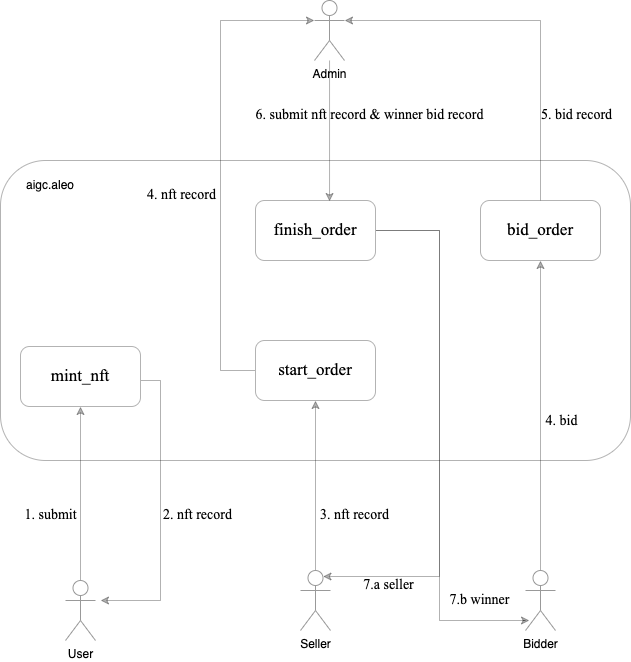 Admin
6. submit nft record & winner bid record
5. bid record
aigc.aleo
4. nft record
finish_order
bid_order
mint_nft
start_order
4. bid
1. submit
2. nft record
3. nft record
7.a seller
7.b winner
User
Seller
Bidder